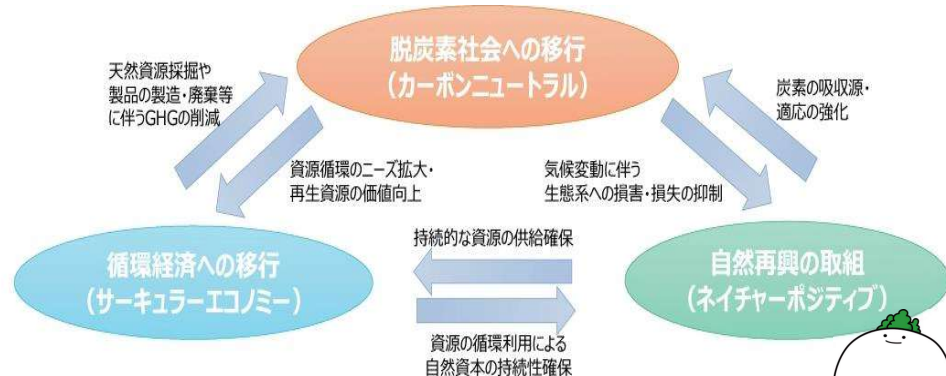 脱炭素社会への移行
(カーボンニュートラル)
天然資源採掘や
製品の製造・廃棄等
に伴うGHGの削減
炭素の吸収源・
適応の強化
資源循環のニーズ拡大・
再生資源の価値向上
気候変動に伴う
生態系への損害・損失の抑制
持続的な資源の供給確保
循環経済への移行
(サーキュラーエコノミー)
自然再興の取組
(ネイチャーポジティブ)
資源の循環利用による
自然資本の持続性確保